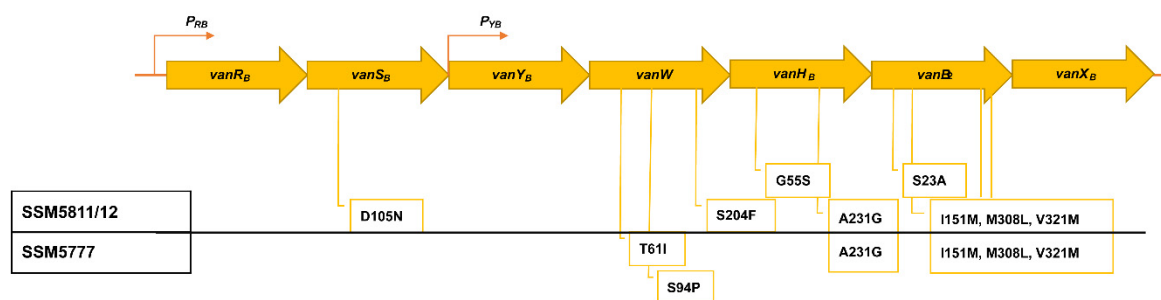 PRB PYB
vanRB vanSB vanYB vanW vanHB vanB vanXB
G55S S23A
SSM5811/12 D105N S204F A231G I151M, M308L, V321M
SSM5777 T61I A231G I151M, M308L, V321M
S94P